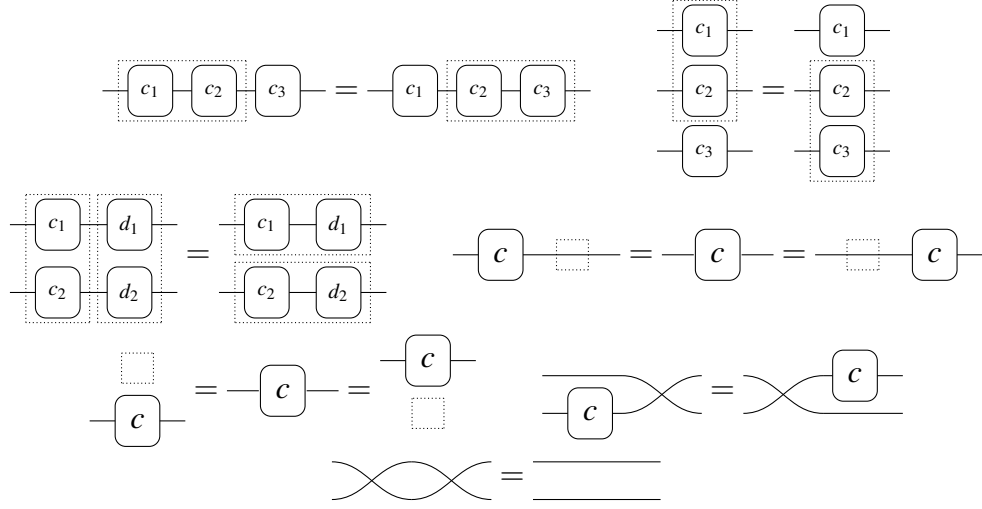 c₁ c₂ c₃ = c₁ c₂ c₃
c₁ c₁
c₂ = c₂
c₃ c₃
c₁ d₁ = c₁ d₁
c₂ d₂ c₂ d₂
c = c = c
c = c = c
c = c
=